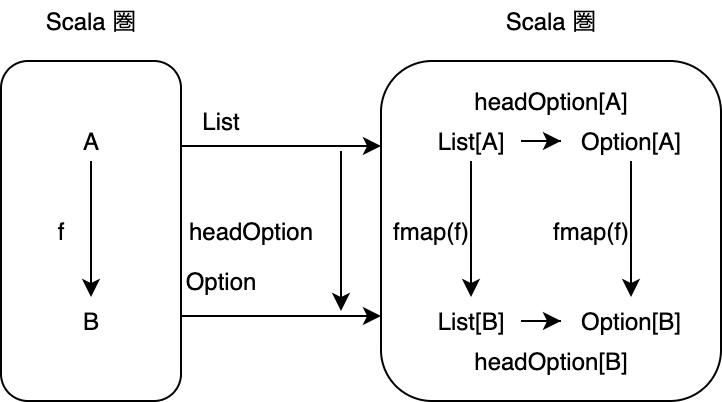 Scala 圏
Scala 圏
A
f
B
List
headOption
Option
headOption[A]
List[A]
Option[A]
fmap(f)
fmap(f)
List[B]
Option[B]
headOption[B]